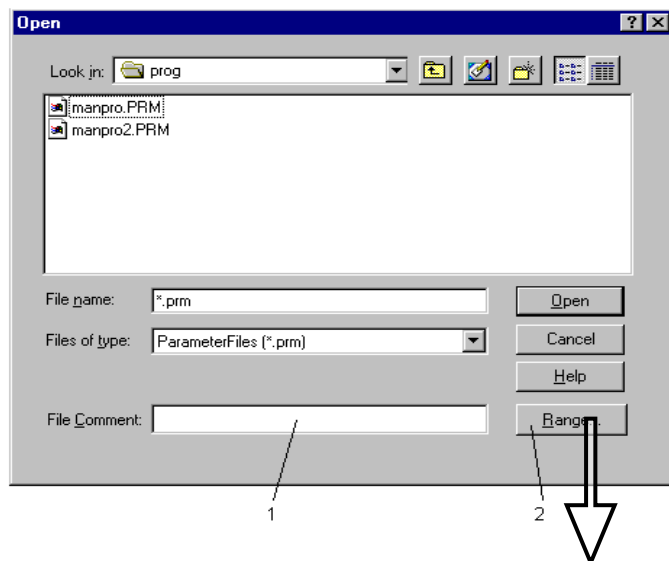 Open
Look in: prog
manpro.PRM
manpro2.PRM
File name: *.prm Open
Files of type: ParameterFiles (*.prm) Cancel
Help
File Comment: Range...
1 2